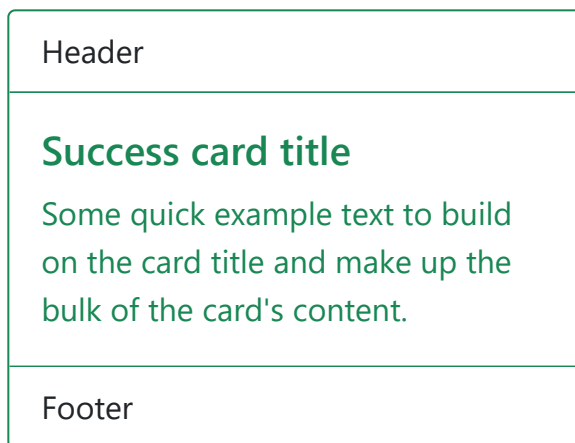 Header
Success card title
Some quick example text to build
on the card title and make up the
bulk of the card's content.
Footer